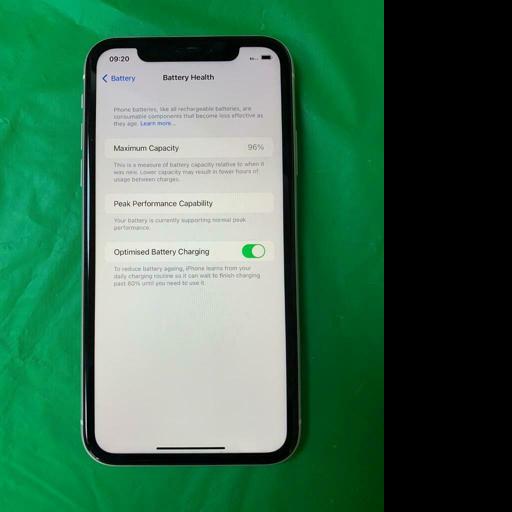 09:20
Battery
Battery Health
Phone batteries, like all rechargeable batteries, are
consumable components that become less effective as
they age. Learn more...
Maximum Capacity 96%
This is a measure of battery capacity relative to when it
was new. Lower capacity may result in fewer hours of
usage between charges.
Peak Performance Capability
Your battery is currently supporting normal peak
performance.
Optimised Battery Charging
To reduce battery ageing, iPhone learns from your
daily charging routine so it can wait to finish charging
past 80% until you need to use it.